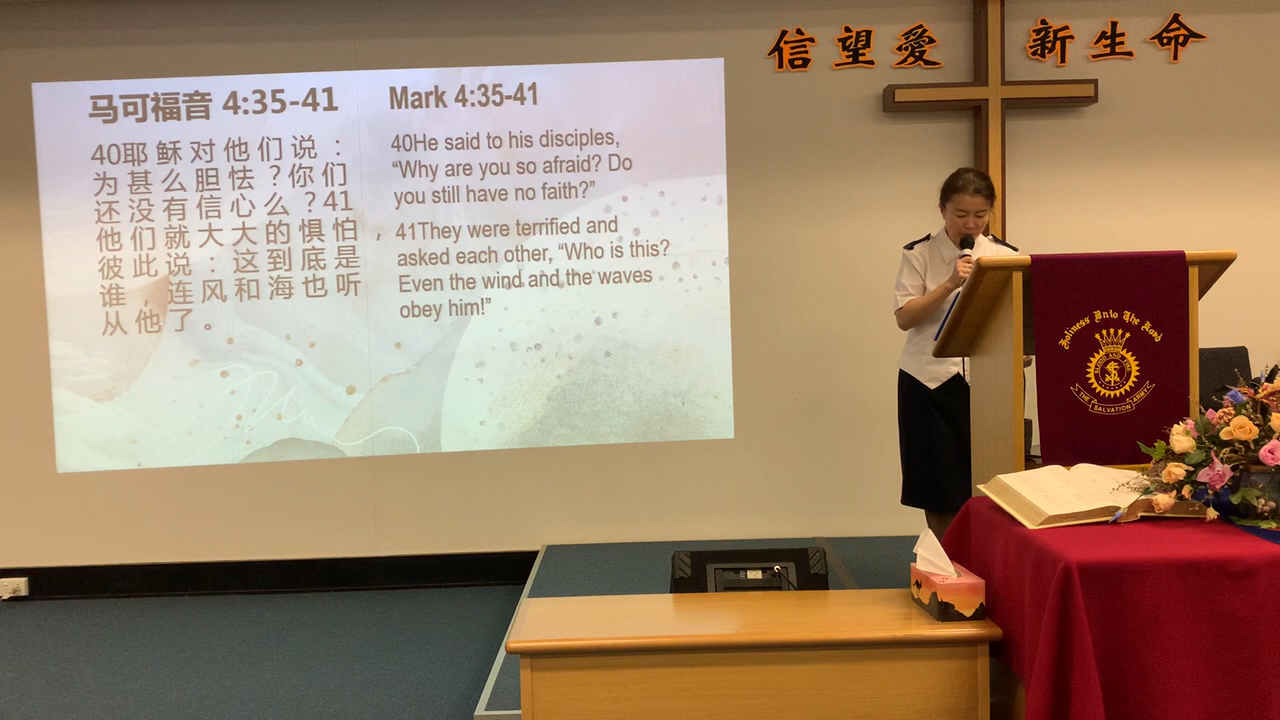 信望愛 新生命
马可福音 4:35-41
40耶稣对他们说：
为甚么胆怯？你们
还没有信心么？41
他们就大大的惧怕，
彼此说：这到底是
谁，连风和海也听
从他了。
Mark 4:35-41
40He said to his disciples,
“Why are you so afraid? Do
you still have no faith?”
41They were terrified and
asked each other, “Who is this?
Even the wind and the waves
obey him!”
Holiness Unto The Lord
BLOOD AND FIRE
THE SALVATION ARMY